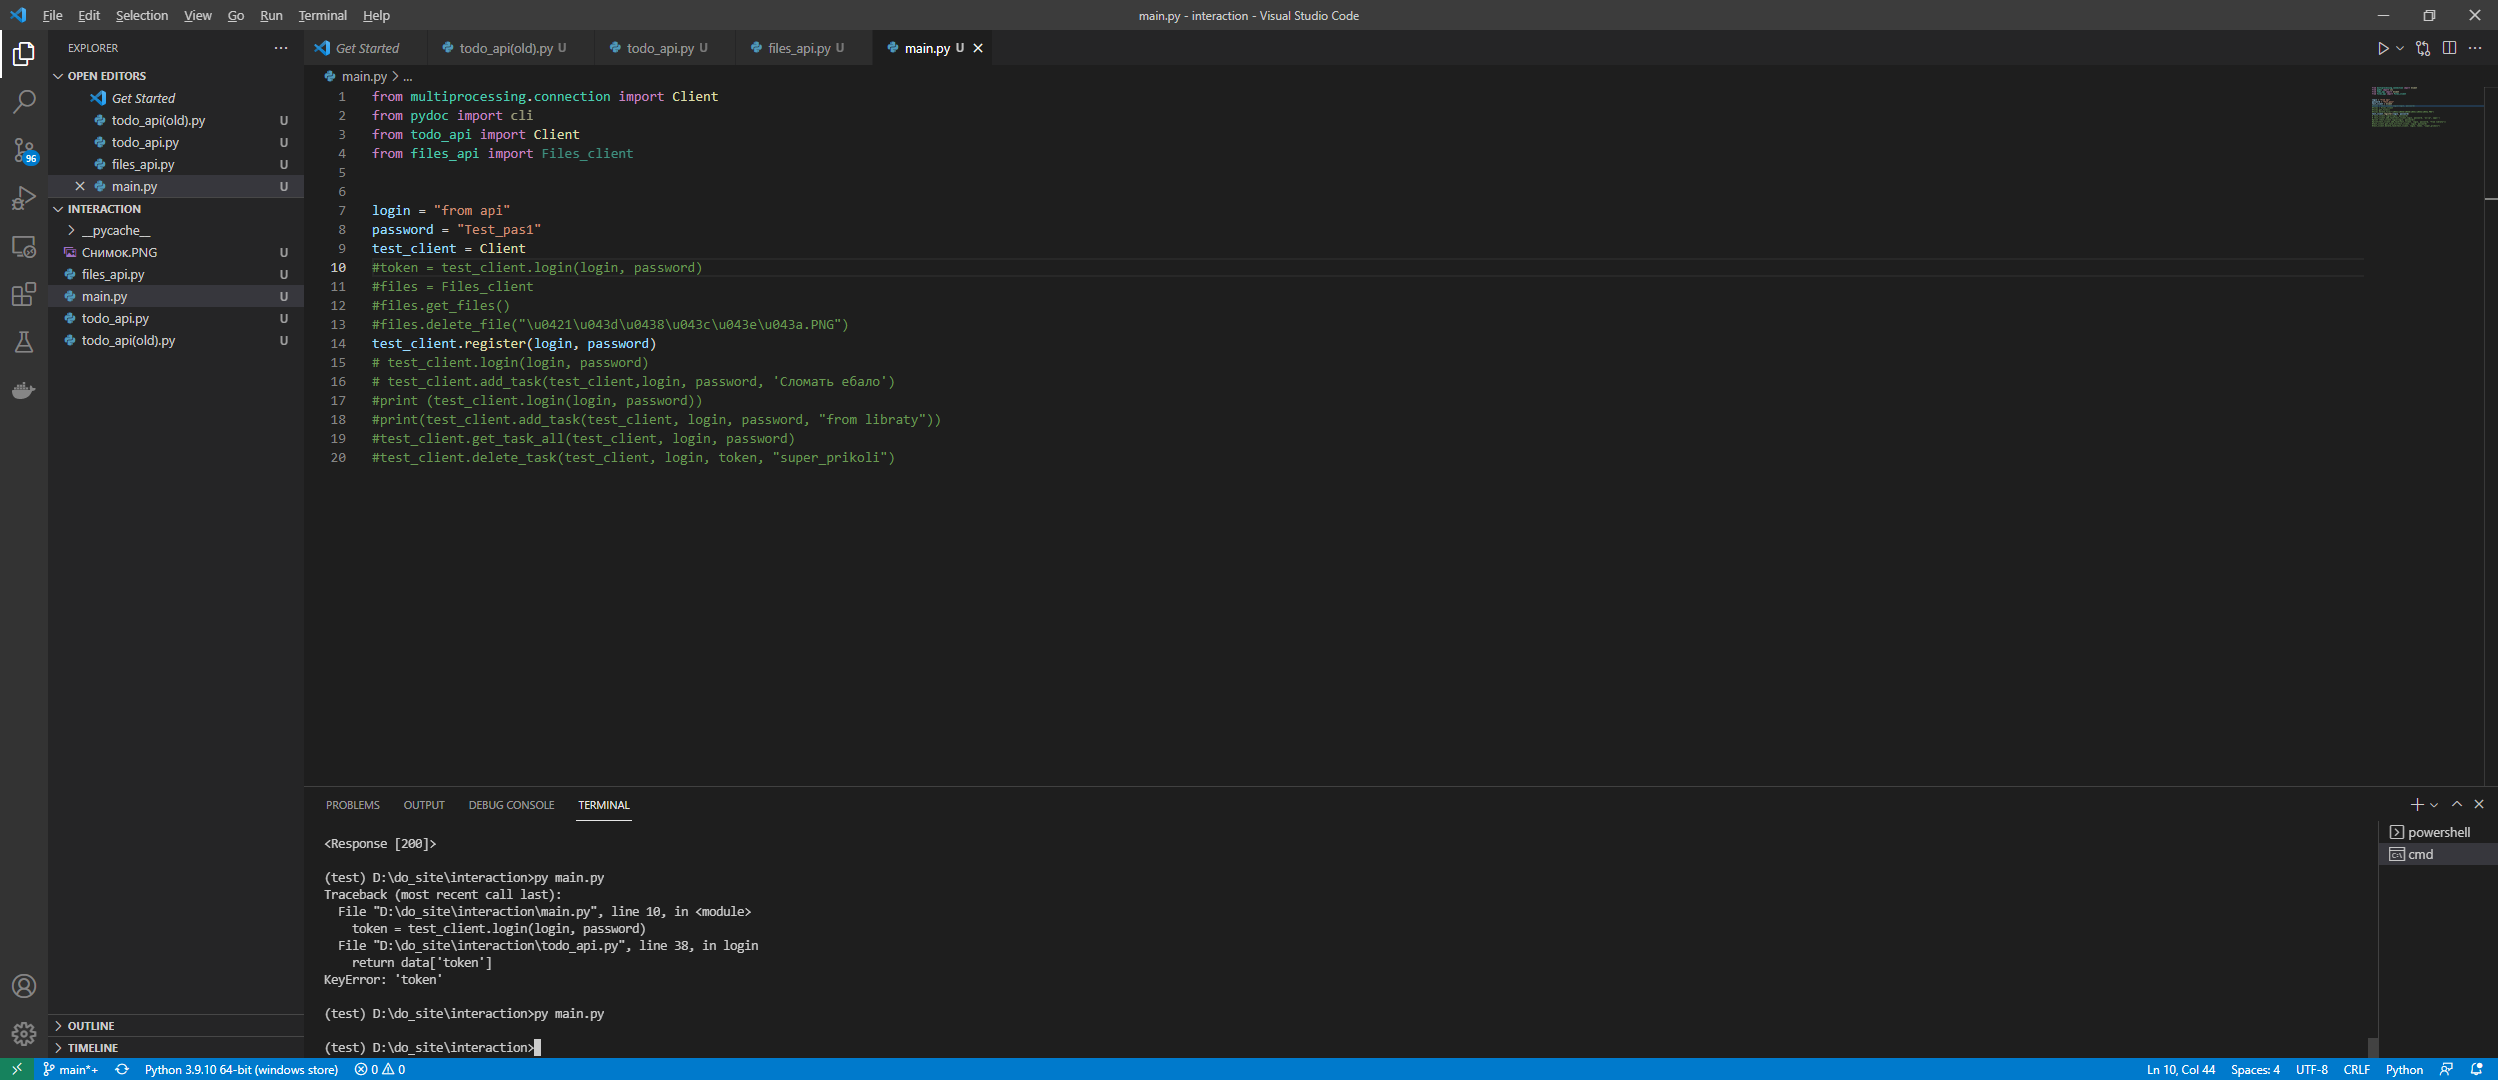 File Edit Selection View Go Run Terminal Help
main.py - interaction - Visual Studio Code
EXPLORER
OPEN EDITORS
Get Started
todo_api(old).py U
todo_api.py U
files_api.py U
main.py U
INTERACTION
__pycache__
Снимок.PNG U
files_api.py U
main.py U
todo_api.py U
todo_api(old).py U
OUTLINE
TIMELINE
96
Get Started todo_api(old).py U todo_api.py U files_api.py U main.py U
main.py > ...
1 from multiprocessing.connection import Client
2 from pydoc import cli
3 from todo_api import Client
4 from files_api import Files_client
5
6
7 login = "from api"
8 password = "Test_pas1"
9 test_client = Client
10 #token = test_client.login(login, password)
11 #files = Files_client
12 #files.get_files()
13 #files.delete_file("\u0421\u043d\u0438\u043c\u043e\u043a.PNG")
14 test_client.register(login, password)
15 # test_client.login(login, password)
16 # test_client.add_task(test_client,login, password, 'Сломать ебало')
17 #print (test_client.login(login, password))
18 #print(test_client.add_task(test_client, login, password, "from libraty"))
19 #test_client.get_task_all(test_client, login, password)
20 #test_client.delete_task(test_client, login, token, "super_prikoli")
PROBLEMS OUTPUT DEBUG CONSOLE TERMINAL
<Response [200]>
(test) D:\do_site\interaction>py main.py
Traceback (most recent call last):
File "D:\do_site\interaction\main.py", line 10, in <module>
token = test_client.login(login, password)
File "D:\do_site\interaction\todo_api.py", line 38, in login
return data['token']
KeyError: 'token'
(test) D:\do_site\interaction>py main.py
(test) D:\do_site\interaction>
powershell
cmd
main*+ Python 3.9.10 64-bit (windows store) 0 0
Ln 10, Col 44 Spaces: 4 UTF-8 CRLF Python